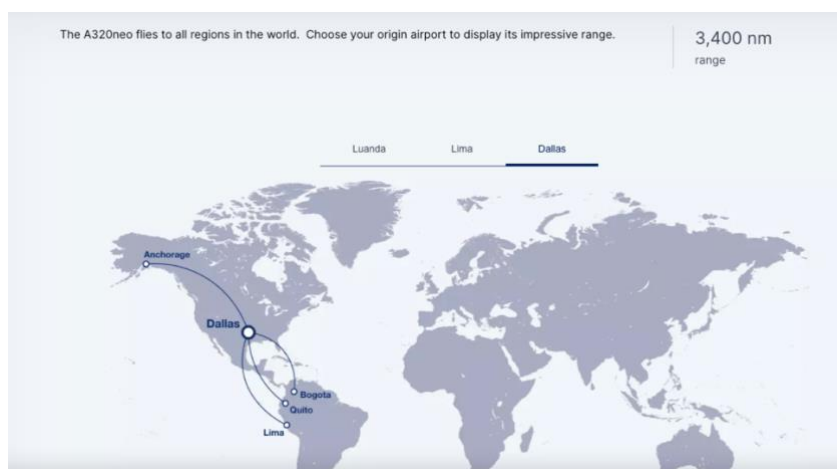 The A320neo flies to all regions in the world. Choose your origin airport to display its impressive range.
3,400 nm
range
Luanda Lima Dallas
Anchorage
Dallas
Bogota
Quito
Lima